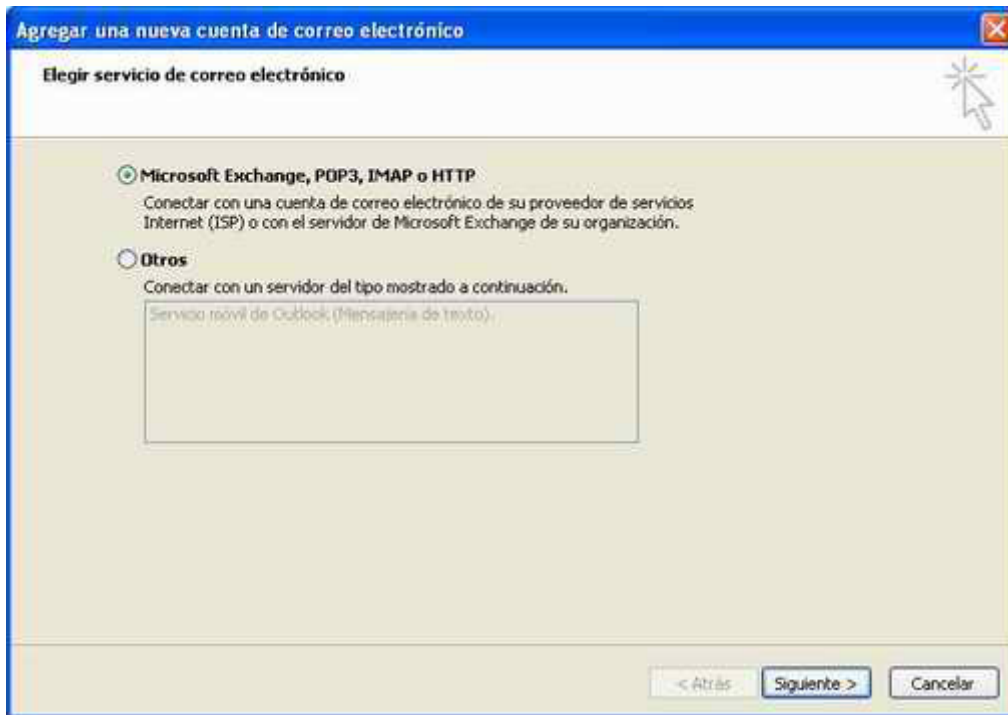 Agregar una nueva cuenta de correo electrónico
Elegir servicio de correo electrónico
Microsoft Exchange, POP3, IMAP o HTTP
Conectar con una cuenta de correo electrónico de su proveedor de servicios
Internet (ISP) o con el servidor de Microsoft Exchange de su organización.
Otros
Conectar con un servidor del tipo mostrado a continuación.
Servicio móvil de Outlook (Mensajería de texto).
< Atrás
Siguiente >
Cancelar